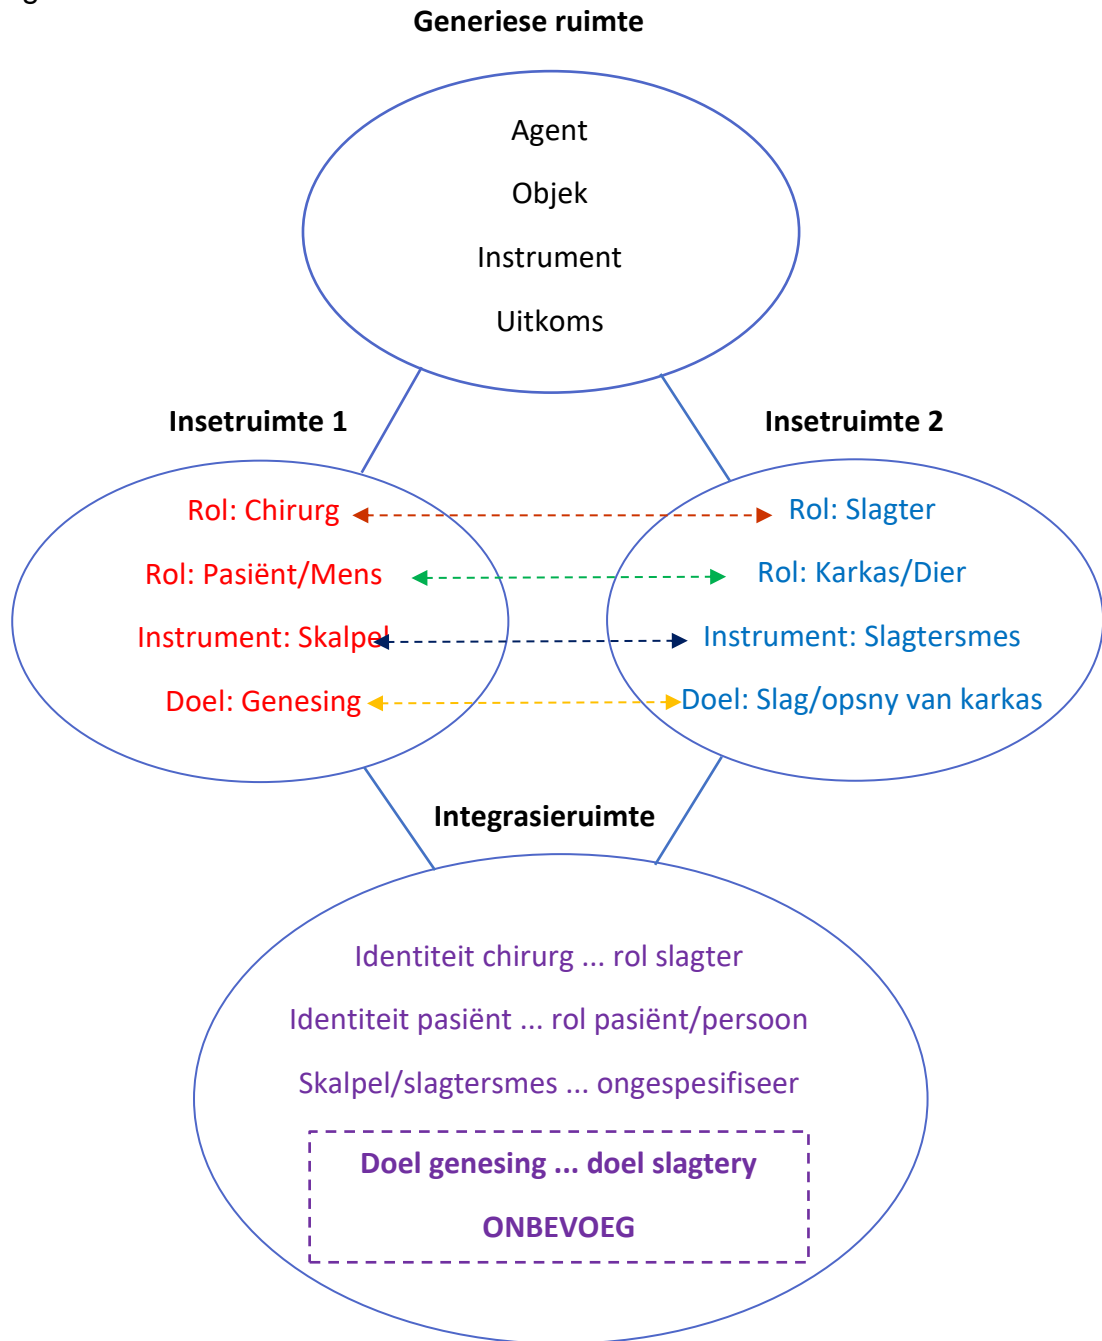 Generiese ruimte
Agent
Objek
Instrument
Uitkoms
Insetruimte 1
Insetruimte 2
Rol: Chirurg
Rol: Slagter
Rol: Pasiënt/Mens
Rol: Karkas/Dier
Instrument: Skalpel
Instrument: Slagtersmes
Doel: Genesing
Doel: Slag/opsny van karkas
Integrasieruimte
Identiteit chirurg ... rol slagter
Identiteit pasiënt ... rol pasiënt/persoon
Skalpel/slagtersmes ... ongespesifiseer
Doel genesing ... doel slagtery
ONBEVOEG